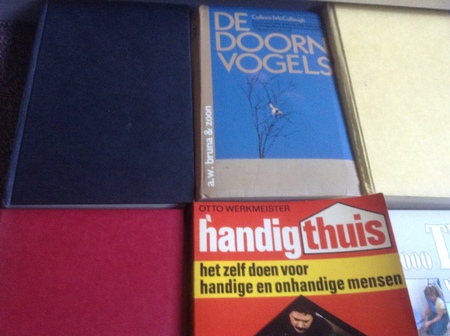 DE
Colleen McCullough
DOORN
VOGELS
a.w. bruna & zoon
OTTO WERKMEISTER
handig thuis
het zelf doen voor
handige en onhandige mensen